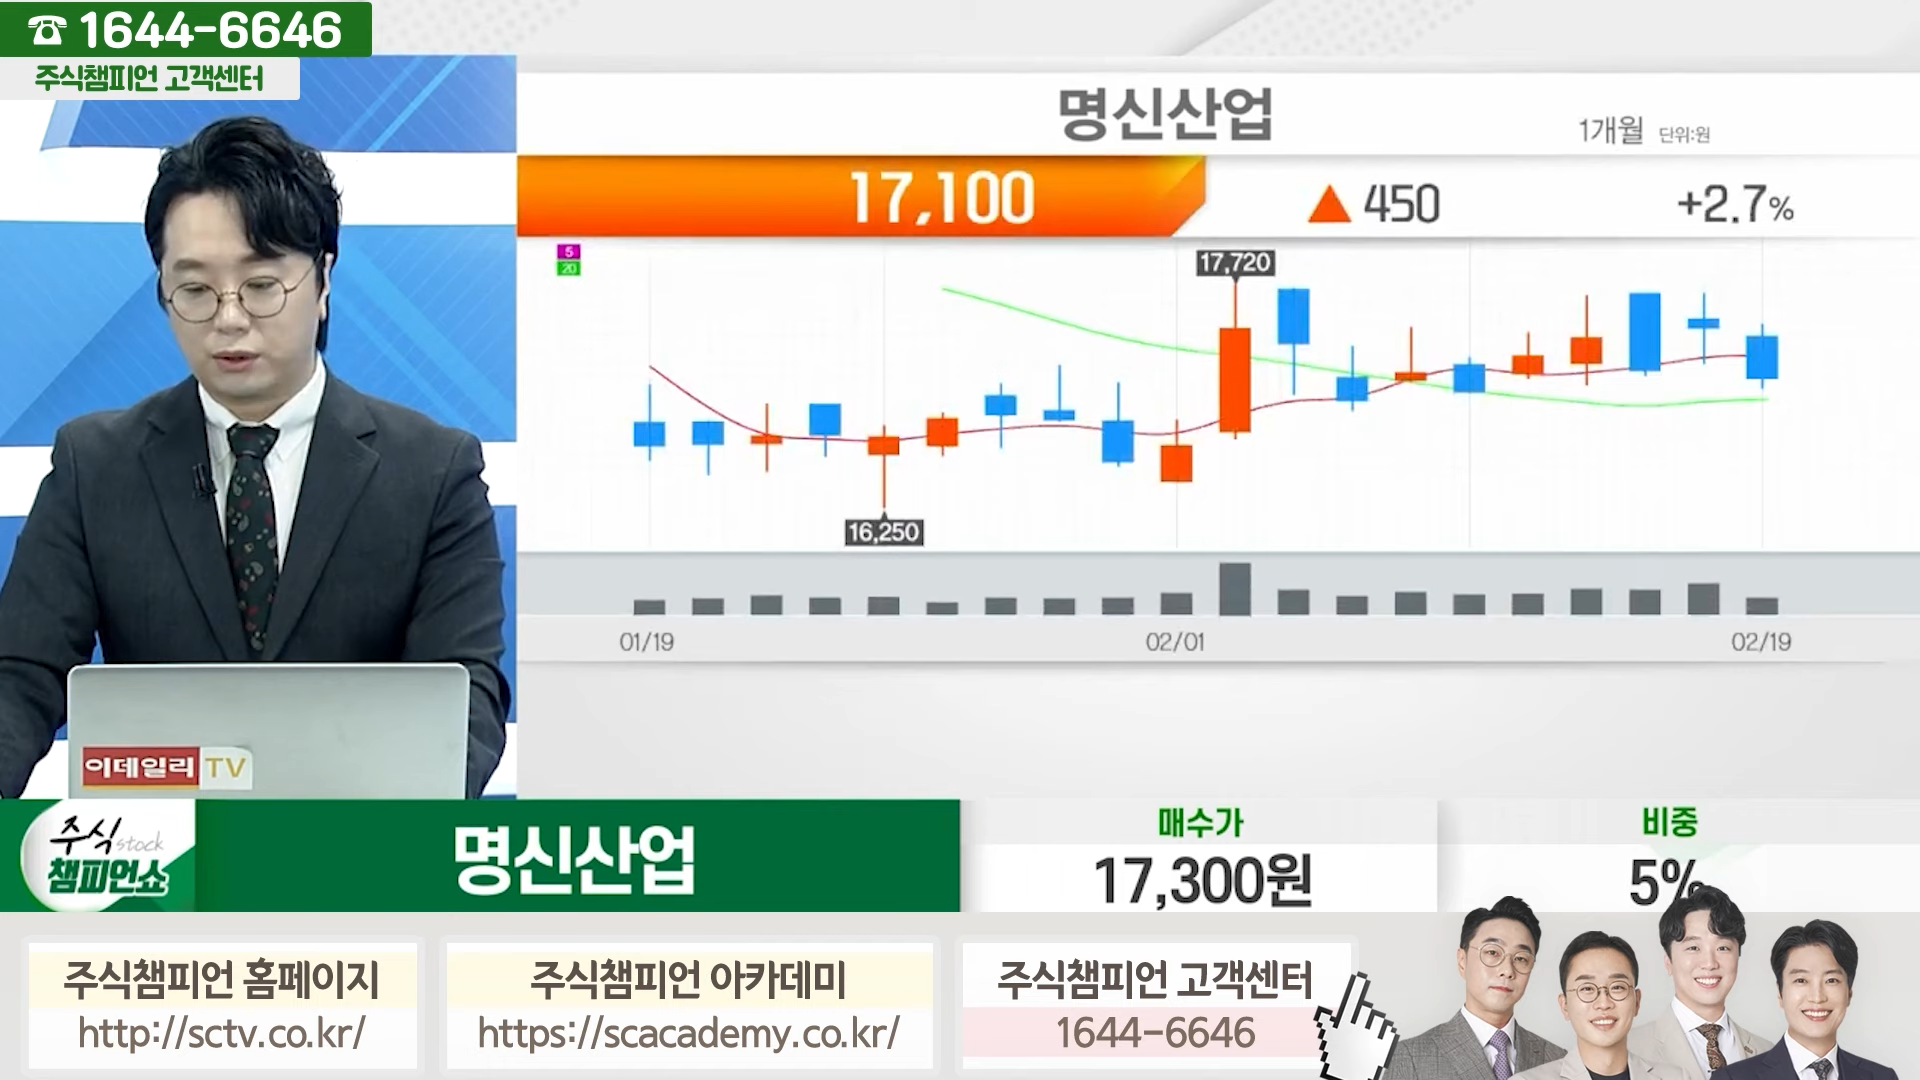 ☎ 1644-6646
주식챔피언 고객센터
명신산업
1개월 단위:원
17,100 ▲ 450 +2.7%
5
20
17,720
16,250
01/19 02/01 02/19
이데일리 TV
주식 stock
챔피언쇼
명신산업
매수가
17,300원
비중
5%
주식챔피언 홈페이지
http://sctv.co.kr/
주식챔피언 아카데미
https://scacademy.co.kr/
주식챔피언 고객센터
1644-6646